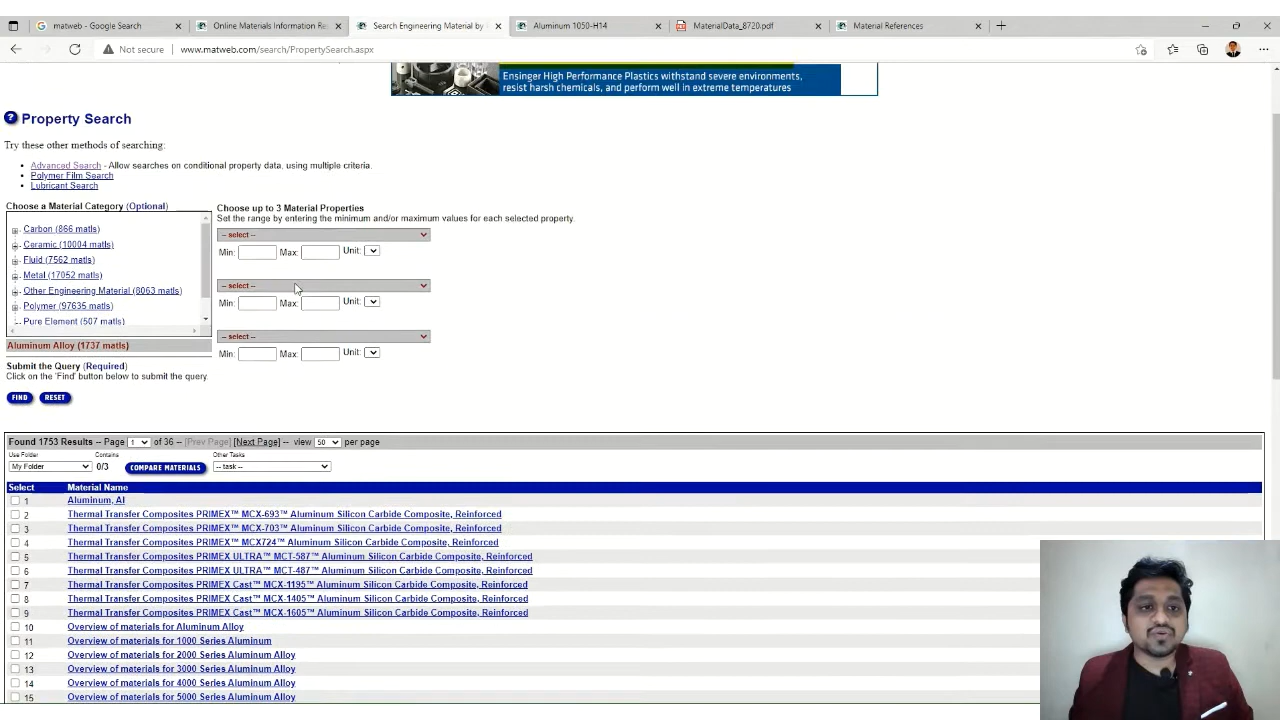 matweb - Google Search
Online Materials Information Re
Search Engineering Material by
Aluminum 1050-H14
MaterialData_8720.pdf
Material References
Not secure
www.matweb.com/search/PropertySearch.aspx
Ensinger High Performance Plastics withstand severe environments,
resist harsh chemicals, and perform well in extreme temperatures
Property Search
Try these other methods of searching:
Advanced Search - Allow searches on conditional property data, using multiple criteria.
Polymer Film Search
Lubricant Search
Choose a Material Category (Optional)
Choose up to 3 Material Properties
Set the range by entering the minimum and/or maximum values for each selected property.
Carbon (866 matls)
-- select --
Ceramic (10004 matls)
Min: Max: Unit:
Fluid (7562 matls)
Metal (17052 matls)
-- select --
Other Engineering Material (8063 matls)
Min: Max: Unit:
Polymer (97635 matls)
Pure Element (507 matls)
-- select --
Aluminum Alloy (1737 matls)
Min: Max: Unit:
Submit the Query (Required)
Click on the 'Find' button below to submit the query.
FIND RESET
Found 1753 Results -- Page 1 of 36 -- [Prev Page] [Next Page] -- view 50 per page
Use Folder Contains Other Tasks
My Folder 0/3 COMPARE MATERIALS -- task --
Select Material Name
1 Aluminum, Al
2 Thermal Transfer Composites PRIMEX™ MCX-693™ Aluminum Silicon Carbide Composite, Reinforced
3 Thermal Transfer Composites PRIMEX™ MCX-703™ Aluminum Silicon Carbide Composite, Reinforced
4 Thermal Transfer Composites PRIMEX™ MCX724™ Aluminum Silicon Carbide Composite, Reinforced
5 Thermal Transfer Composites PRIMEX ULTRA™ MCT-587™ Aluminum Silicon Carbide Composite, Reinforced
6 Thermal Transfer Composites PRIMEX ULTRA™ MCT-487™ Aluminum Silicon Carbide Composite, Reinforced
7 Thermal Transfer Composites PRIMEX Cast™ MCX-1195™ Aluminum Silicon Carbide Composite, Reinforced
8 Thermal Transfer Composites PRIMEX Cast™ MCX-1405™ Aluminum Silicon Carbide Composite, Reinforced
9 Thermal Transfer Composites PRIMEX Cast™ MCX-1605™ Aluminum Silicon Carbide Composite, Reinforced
10 Overview of materials for Aluminum Alloy
11 Overview of materials for 1000 Series Aluminum
12 Overview of materials for 2000 Series Aluminum Alloy
13 Overview of materials for 3000 Series Aluminum Alloy
14 Overview of materials for 4000 Series Aluminum Alloy
15 Overview of materials for 5000 Series Aluminum Alloy